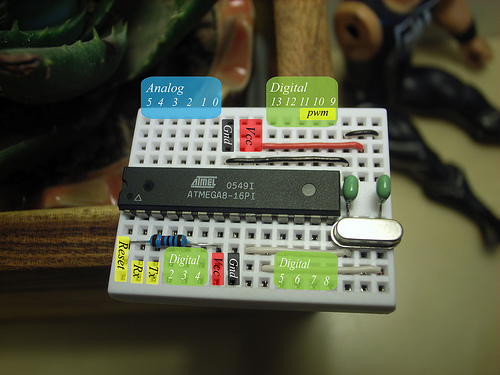 Analog
5 4 3 2 1 0
Digital
13 12 11 10 9
pwm
Gnd
Vcc
ATMEL 0549I
ATMEGA8-16PI
Reset
Rx
Tx
Digital
2 3 4
Vcc
Gnd
Digital
5 6 7 8